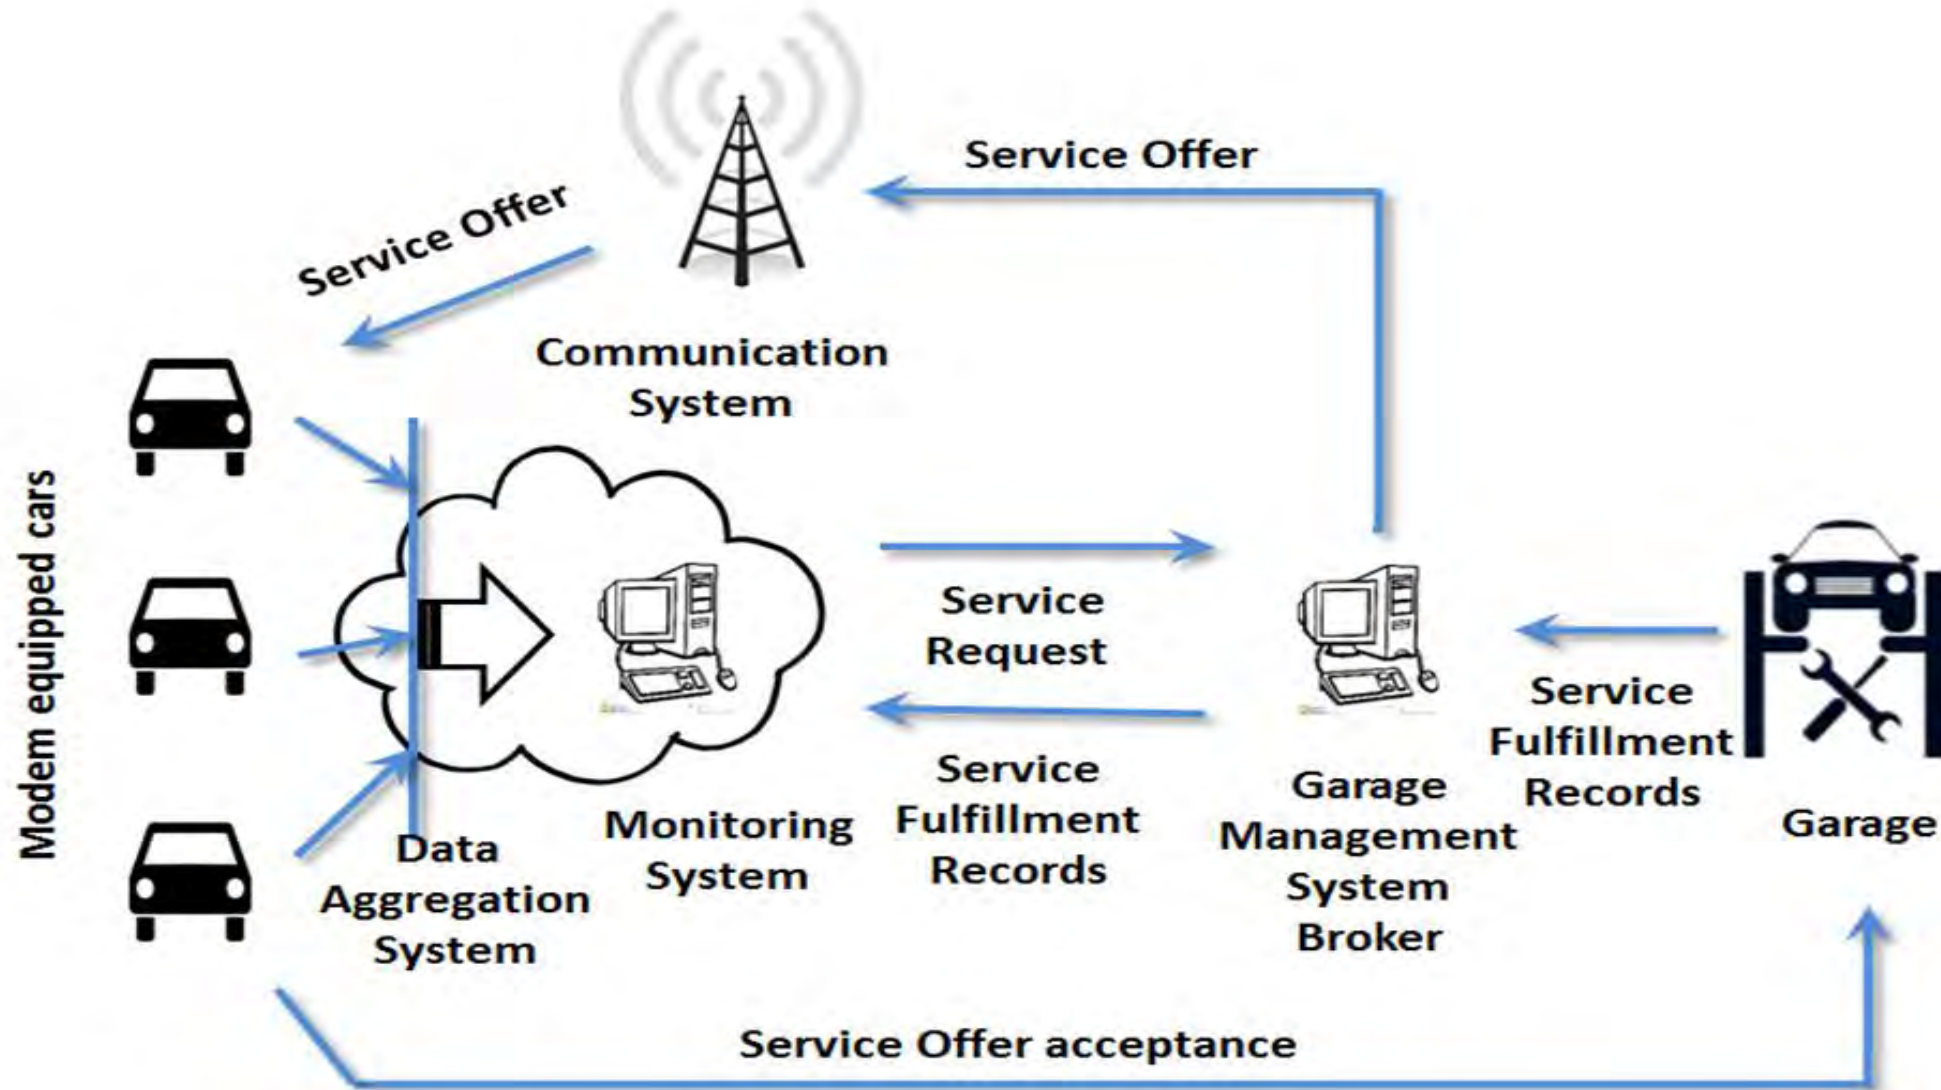 Service Offer
Service Offer
Communication
System
Modem equipped cars
Service
Request
Service
Fulfillment
Records
Service
Fulfillment
Records
Data
Aggregation
System
Monitoring
System
Garage
Management
System
Broker
Garage
Service Offer acceptance